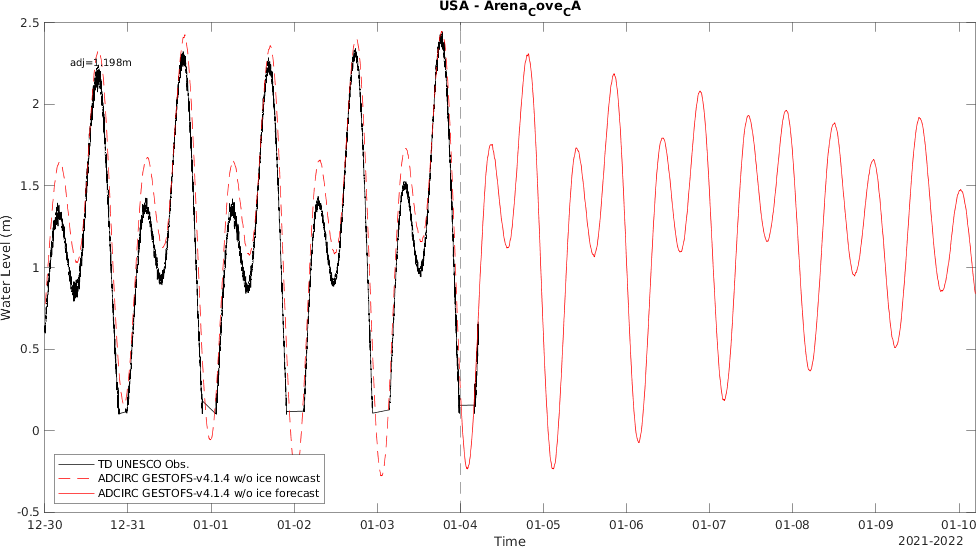 USA - ArenaCoveCA
adj=1.198m
Water Level (m)
2.5
2
1.5
1
0.5
0
-0.5
TD UNESCO Obs.
ADCIRC GESTOFS-v4.1.4 w/o ice nowcast
ADCIRC GESTOFS-v4.1.4 w/o ice forecast
12-30 12-31 01-01 01-02 01-03 01-04 01-05 01-06 01-07 01-08 01-09 01-10
Time
2021-2022